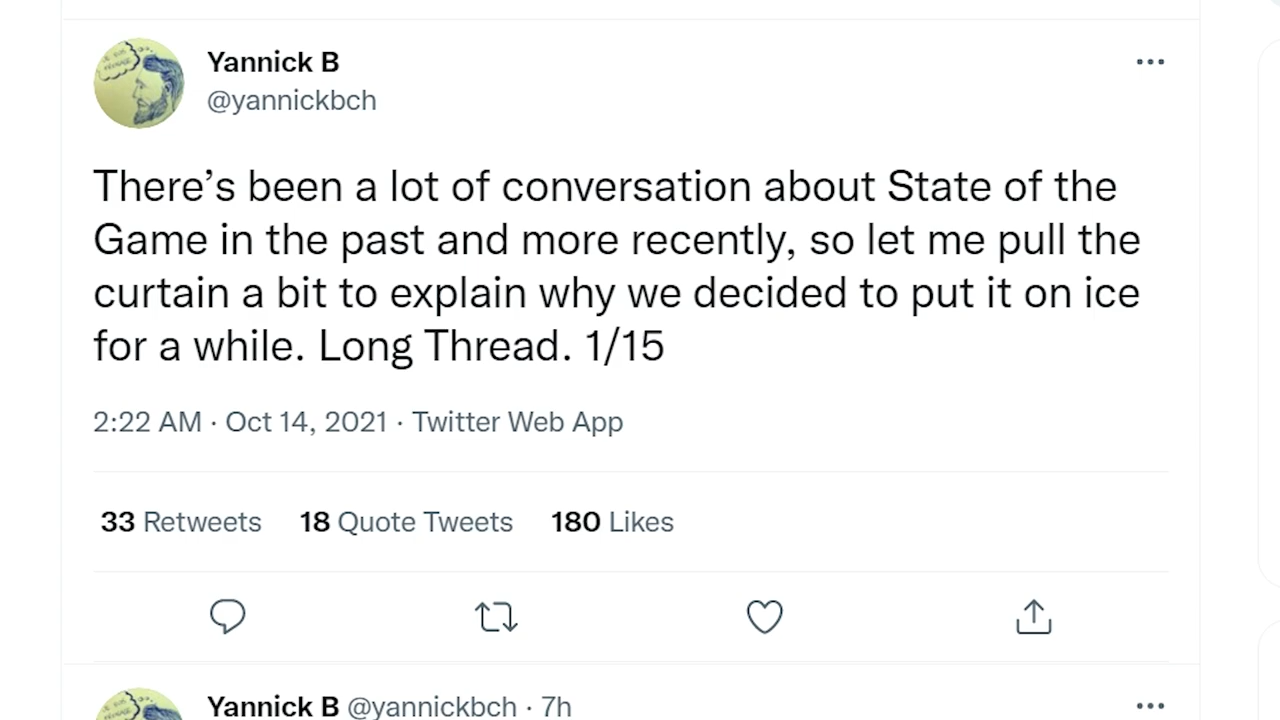 Yannick B
@yannickbch
There’s been a lot of conversation about State of the
Game in the past and more recently, so let me pull the
curtain a bit to explain why we decided to put it on ice
for a while. Long Thread. 1/15
2:22 AM · Oct 14, 2021 · Twitter Web App
33 Retweets 18 Quote Tweets 180 Likes
Yannick B @yannickbch · 7h